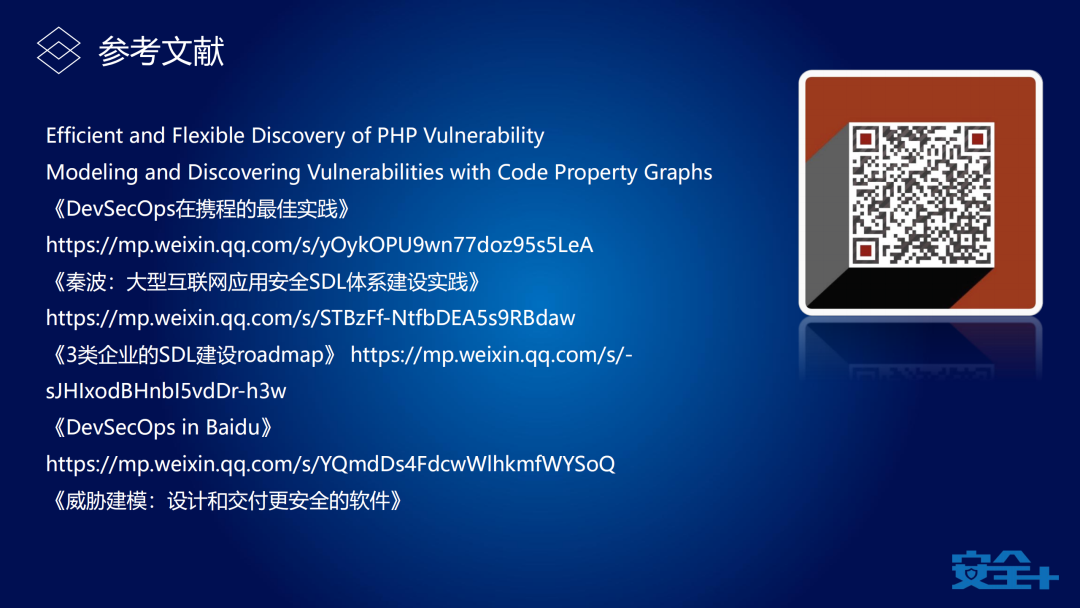 参考文献
Efficient and Flexible Discovery of PHP Vulnerability
Modeling and Discovering Vulnerabilities with Code Property Graphs
《DevSecOps在携程的最佳实践》
https://mp.weixin.qq.com/s/yOykOPU9wn77doz95s5LeA
《秦波：大型互联网应用安全SDL体系建设实践》
https://mp.weixin.qq.com/s/STBzFf-NtfbDEA5s9RBdaw
《3类企业的SDL建设roadmap》 https://mp.weixin.qq.com/s/-
sJHIxodBHnbI5vdDr-h3w
《DevSecOps in Baidu》
https://mp.weixin.qq.com/s/YQmdDs4FdcwWlhkmfWYSoQ
《威胁建模：设计和交付更安全的软件》
安全+